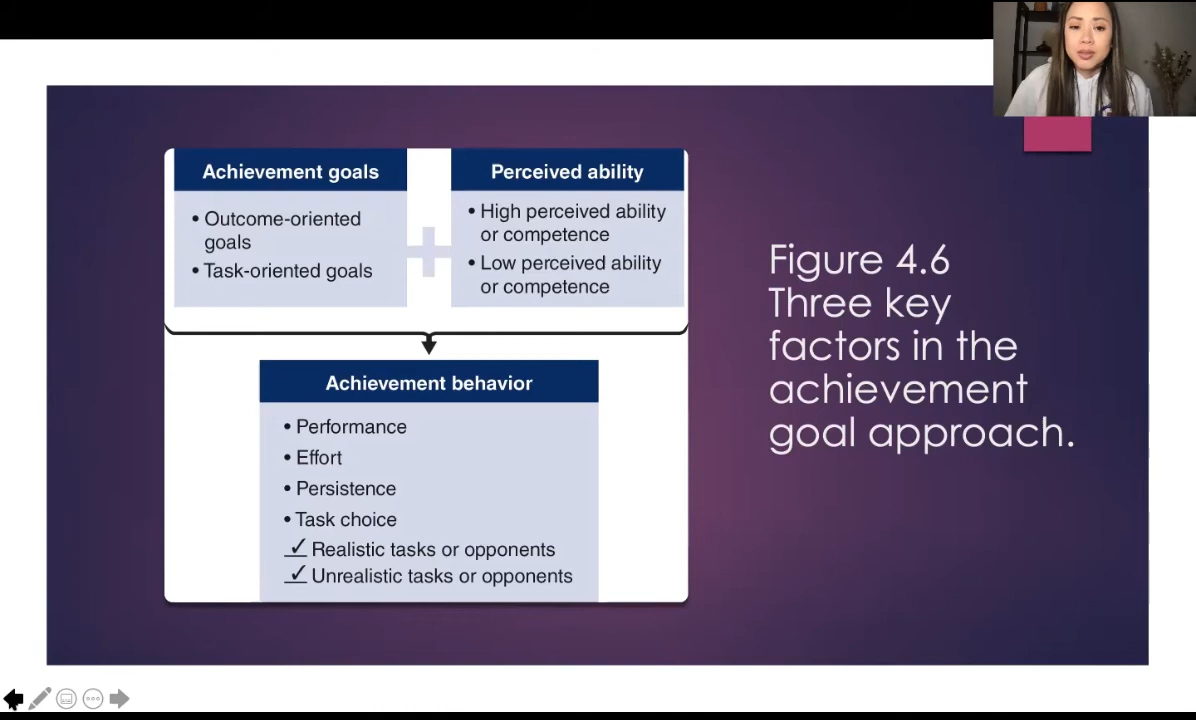 Achievement goals
• Outcome-oriented
goals
• Task-oriented goals
Perceived ability
• High perceived ability
or competence
• Low perceived ability
or competence
Achievement behavior
• Performance
• Effort
• Persistence
• Task choice
✓ Realistic tasks or opponents
✓ Unrealistic tasks or opponents
Figure 4.6
Three key
factors in the
achievement
goal approach.